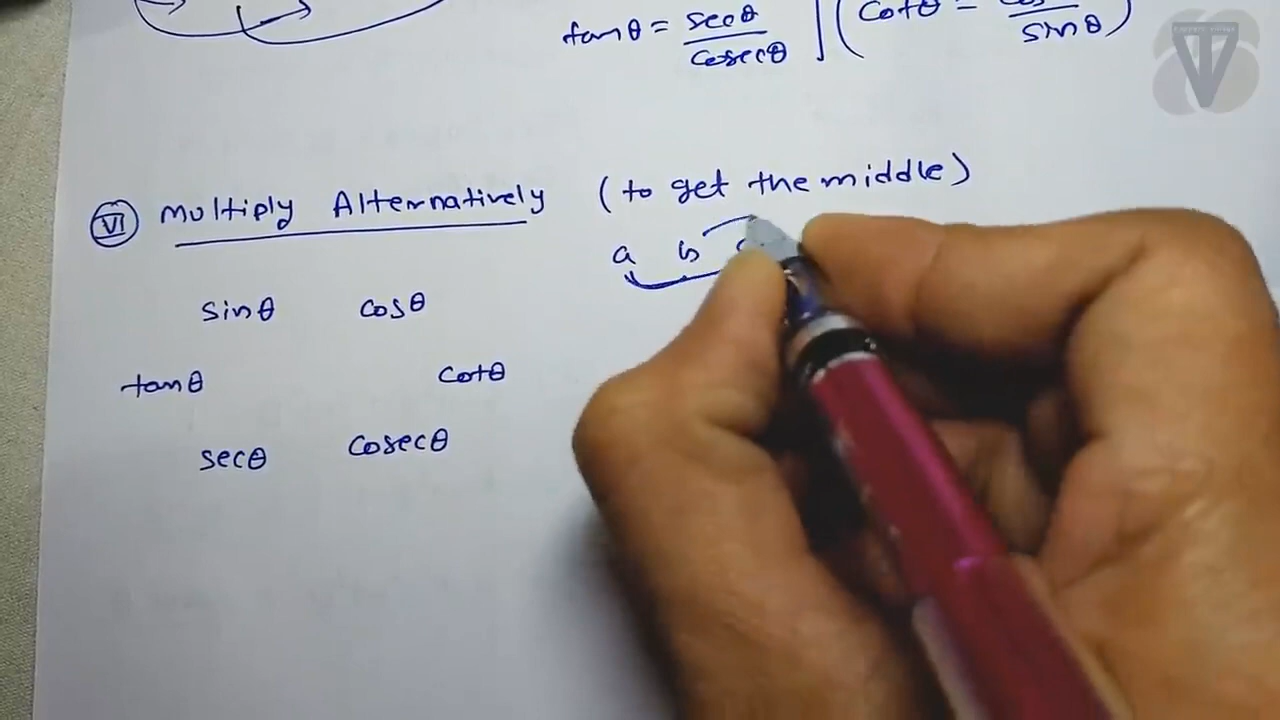 tanθ = secθ/cosecθ ] (cotθ = /sinθ)
VI Multiply Alternatively (to get the middle)
a b
sinθ cosθ
tanθ cotθ
secθ cosecθ